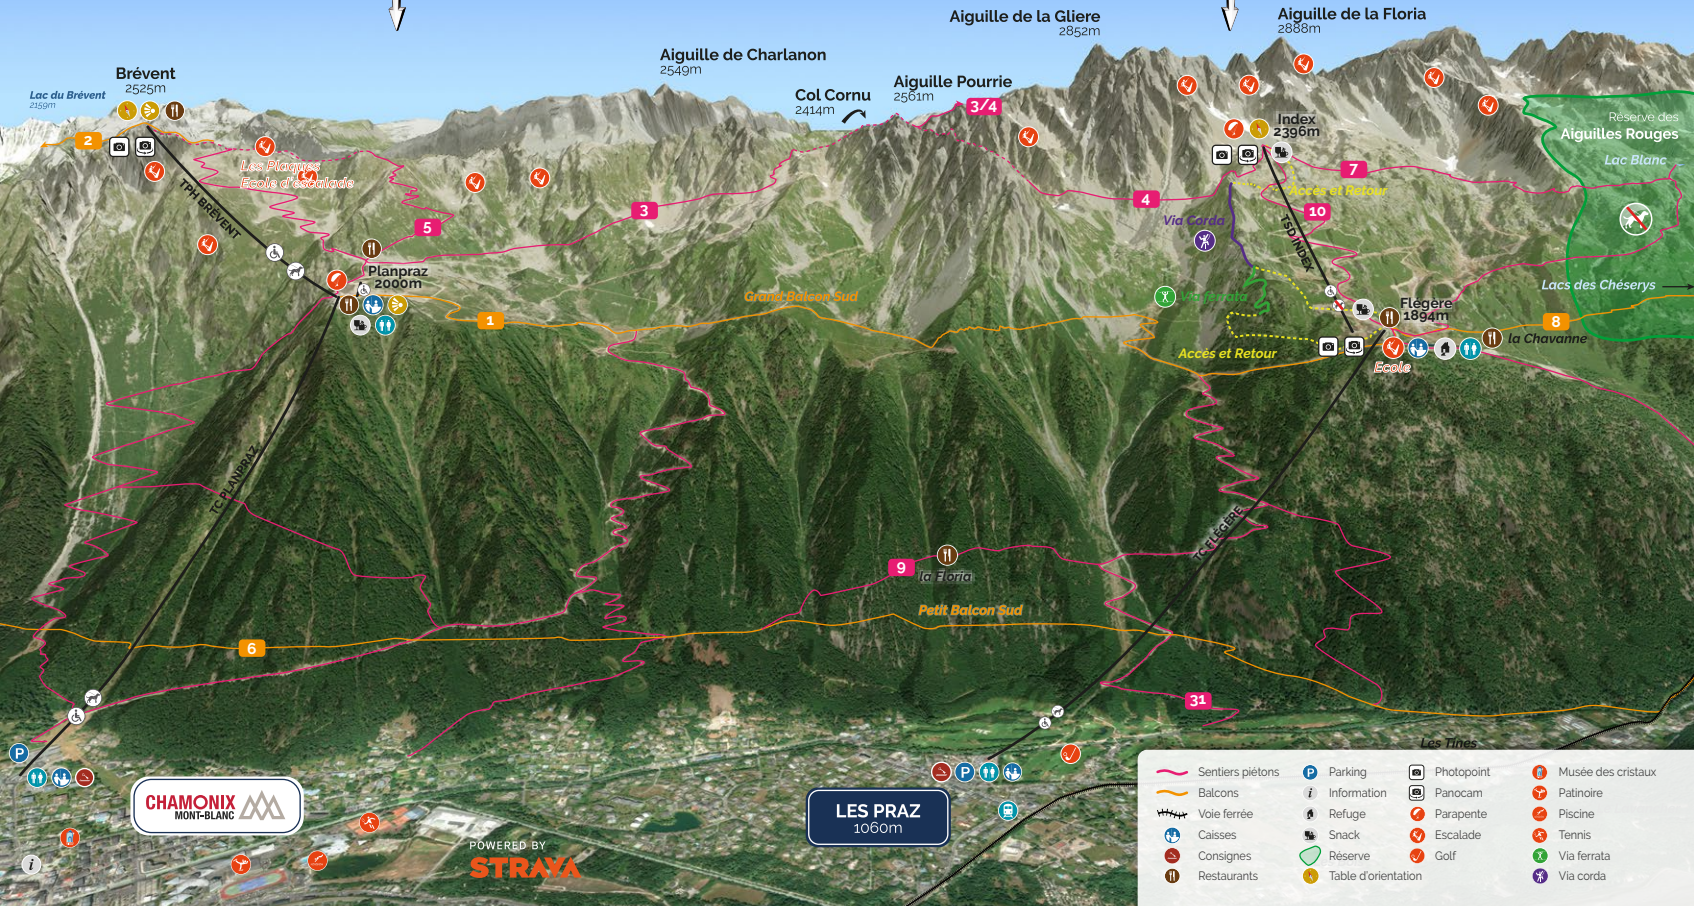 Aiguille de la Gliere
2852m
Aiguille de la Floria
2888m
Aiguille de Charlanon
2549m
Brévent
2525m
Lac du Brévent
2159m
Aiguille Pourrie
2561m
Col Cornu
2414m
3/4
Index
2396m
Réserve des
Aiguilles Rouges
Lac Blanc
2
Les Plaques
Ecole d'escalade
7
Accès et Retour
TPH BRÉVENT
4
3
10
5
Via Corda
TSD INDEX
Planpraz
2000m
Lacs des Chéserys
Grand Balcon Sud
Via ferrata
Flégère
1894m
1
8
la Chavanne
Accès et Retour
Ecole
TC PLANPRAZ
TC FLÉGÈRE
9
la Floria
Petit Balcon Sud
6
31
Les Tines
P
P
CHAMONIX
MONT-BLANC
LES PRAZ
1060m
POWERED BY
STRAVA
i
Sentiers piétons
Balcons
Voie ferrée
Caisses
Consignes
Restaurants
P Parking
i Information
Refuge
Snack
Réserve
Table d'orientation
Photopoint
Panocam
Parapente
Escalade
Golf
Musée des cristaux
Patinoire
Piscine
Tennis
Via ferrata
Via corda